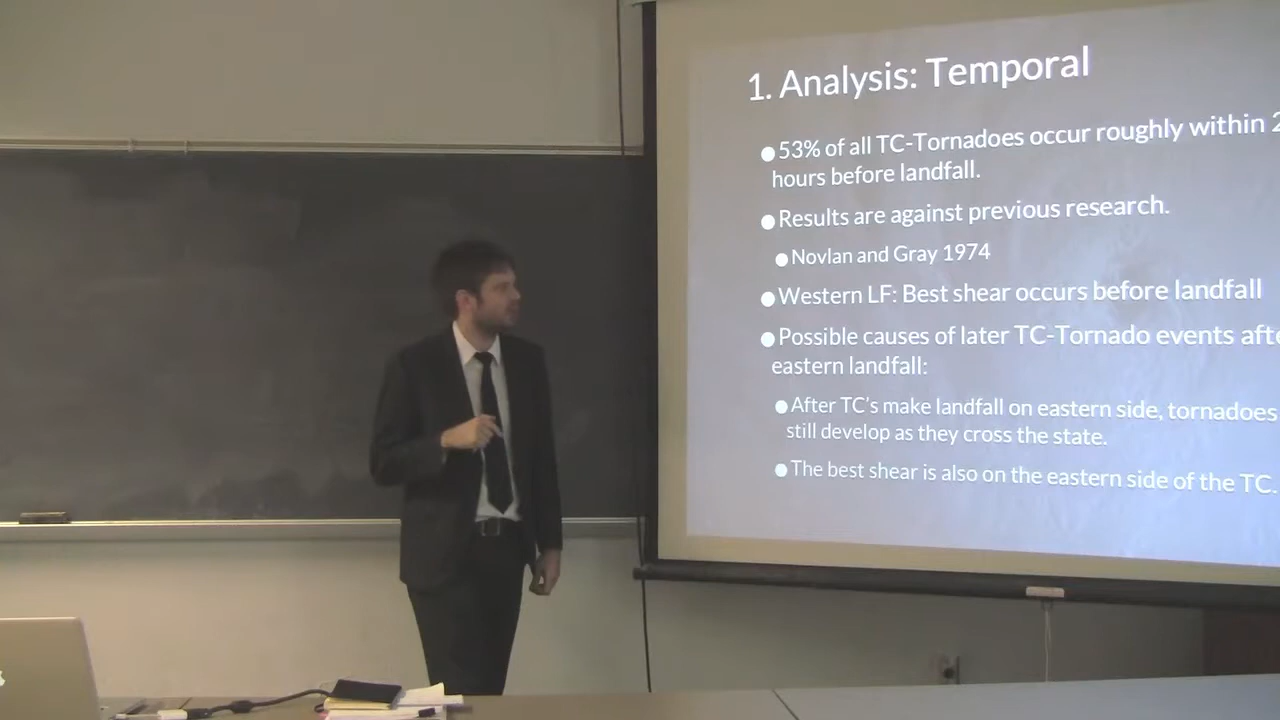 1. Analysis: Temporal
●53% of all TC-Tornadoes occur roughly within 2
hours before landfall.
●Results are against previous research.
●Novlan and Gray 1974
●Western LF: Best shear occurs before landfall
●Possible causes of later TC-Tornado events
eastern landfall:
●After TC's make landfall on eastern side, tornadoes
still develop as they cross the state.
●The best shear is also on the eastern side of the TC.